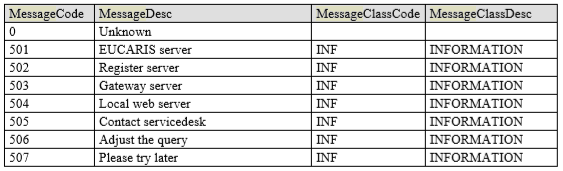 MessageCode MessageDesc MessageClassCode MessageClassDesc
0 Unknown
501 EUCARIS server INF INFORMATION
502 Register server INF INFORMATION
503 Gateway server INF INFORMATION
504 Local web server INF INFORMATION
505 Contact servicedesk INF INFORMATION
506 Adjust the query INF INFORMATION
507 Please try later INF INFORMATION